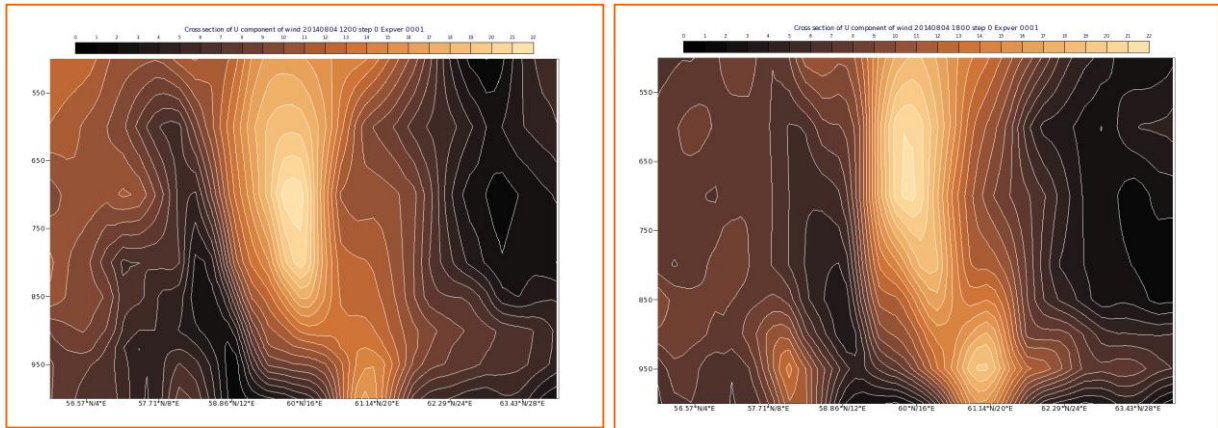 Cross section of U component of wind 20140804 1200 step 0 Expver 0001
0 1 2 3 4 5 6 7 8 9 10 11 12 13 14 15 16 17 18 19 20 21 22
550
650
750
850
950
56.57°N/4°E 57.71°N/8°E 58.86°N/12°E 60°N/16°E 61.14°N/20°E 62.29°N/24°E 63.43°N/28°E
Cross section of U component of wind 20140804 1800 step 0 Expver 0001
0 1 2 3 4 5 6 7 8 9 10 11 12 13 14 15 16 17 18 19 20 21 22
550
650
750
850
950
56.57°N/4°E 57.71°N/8°E 58.86°N/12°E 60°N/16°E 61.14°N/20°E 62.29°N/24°E 63.43°N/28°E